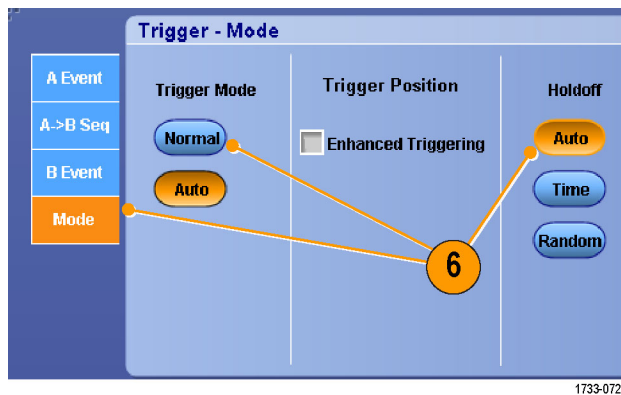 Trigger - Mode
A Event
A->B Seq
B Event
Mode
Trigger Mode
Normal
Auto
Trigger Position
Enhanced Triggering
Holdoff
Auto
Time
Random
6
1733-072